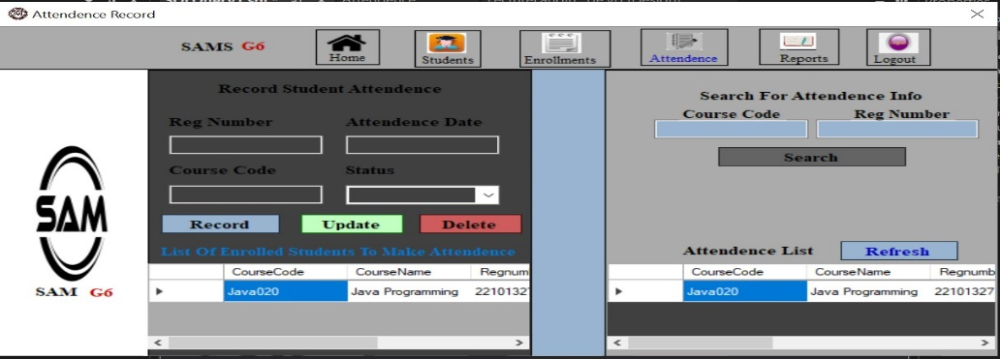 Attendence Record
SAMS G6
Home
Students
Enrollments
Attendence
Reports
Logout
SAM
SAM G6
Record Student Attendence
Reg Number
Attendence Date
Course Code
Status
Record
Update
Delete
List Of Enrolled Students To Make Attendence
CourseCode CourseName Regnum
Java020 Java Programming 2210132
Search For Attendence Info
Course Code
Reg Number
Search
Attendence List
Refresh
CourseCode CourseName Regnumb
Java020 Java Programming 22101327